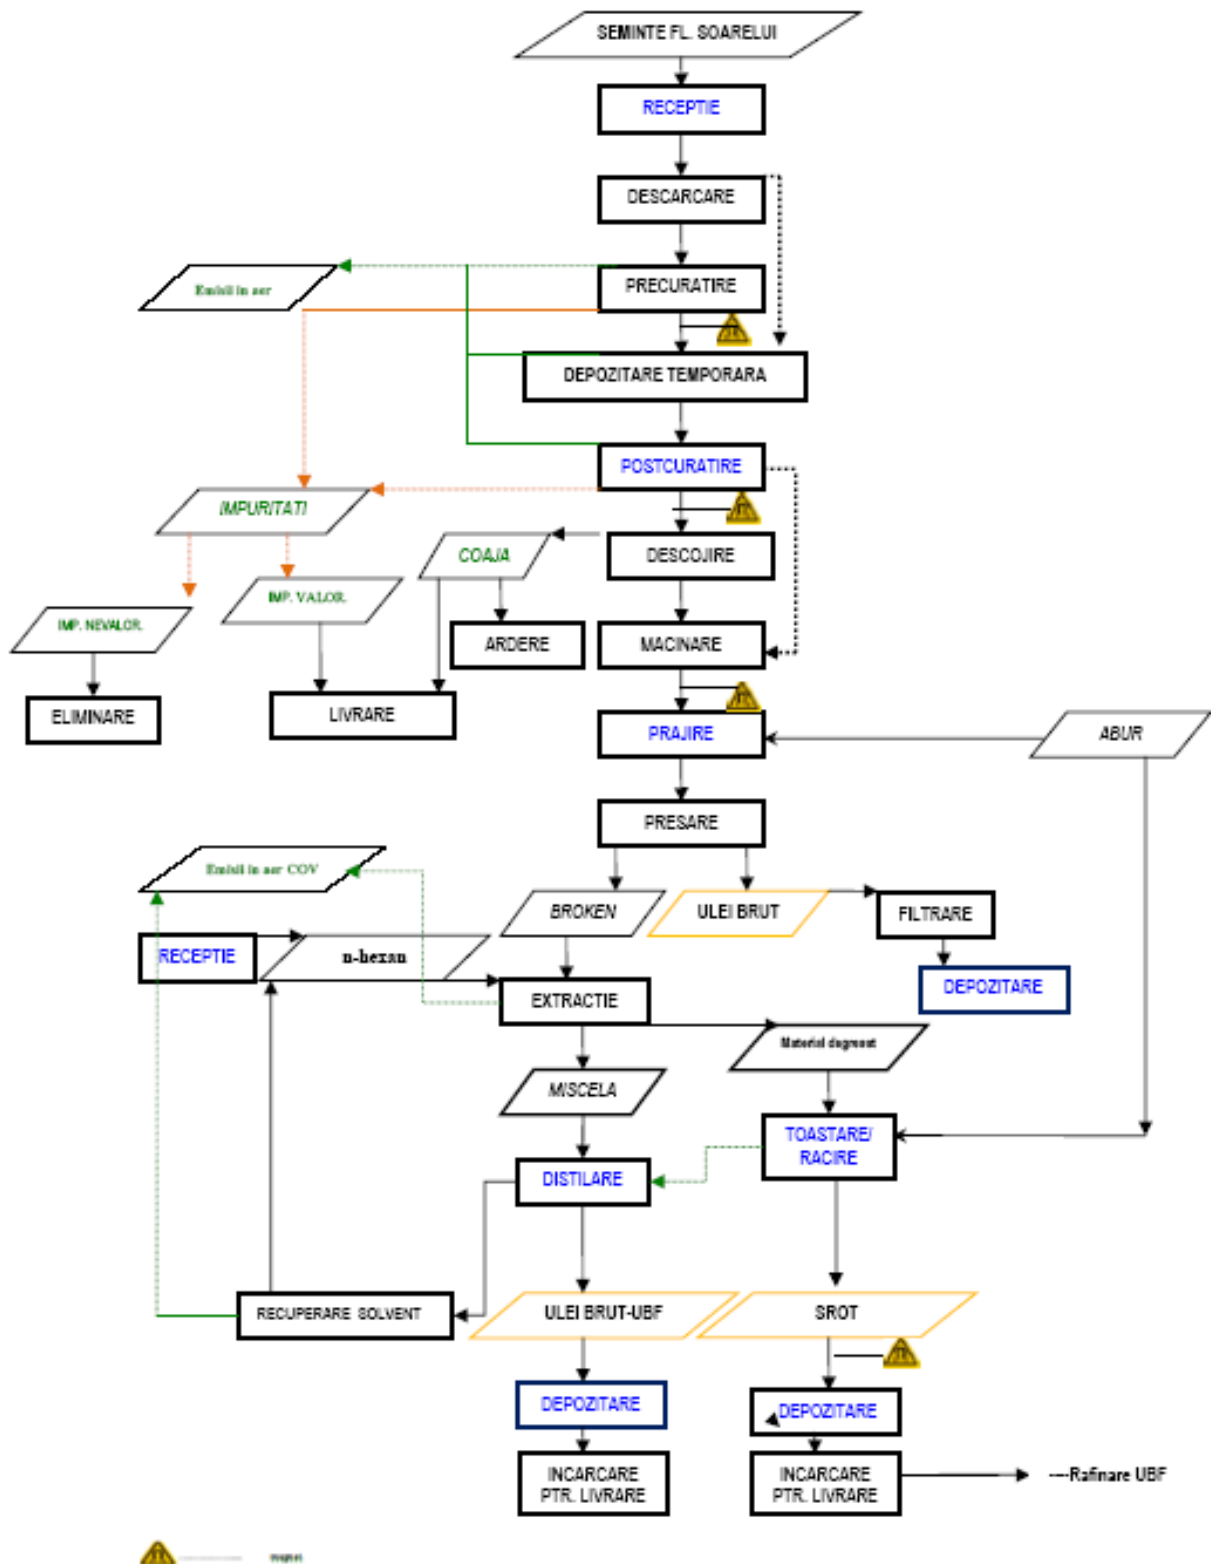 SEMINTE FL. SOARELUI
RECEPTIE
DESCARCARE
Emisii in aer
PRECURATIRE
DEPOZITARE TEMPORARA
POSTCURATIRE
IMPURITATI
COAJA
DESCOJIRE
IMP. VALOR.
IMP. NEVALOR.
ARDERE
MACINARE
ELIMINARE
LIVRARE
PRAJIRE
ABUR
PRESARE
Emisii in aer COV
BROKEN
ULEI BRUT
FILTRARE
RECEPTIE
n-hexan
EXTRACTIE
DEPOZITARE
Material degresat
MISCELA
TOASTARE/
RACIRE
DISTILARE
RECUPERARE SOLVENT
ULEI BRUT-UBF
SROT
DEPOZITARE
DEPOZITARE
INCARCARE
PTR. LIVRARE
INCARCARE
PTR. LIVRARE
---Rafinare UBF